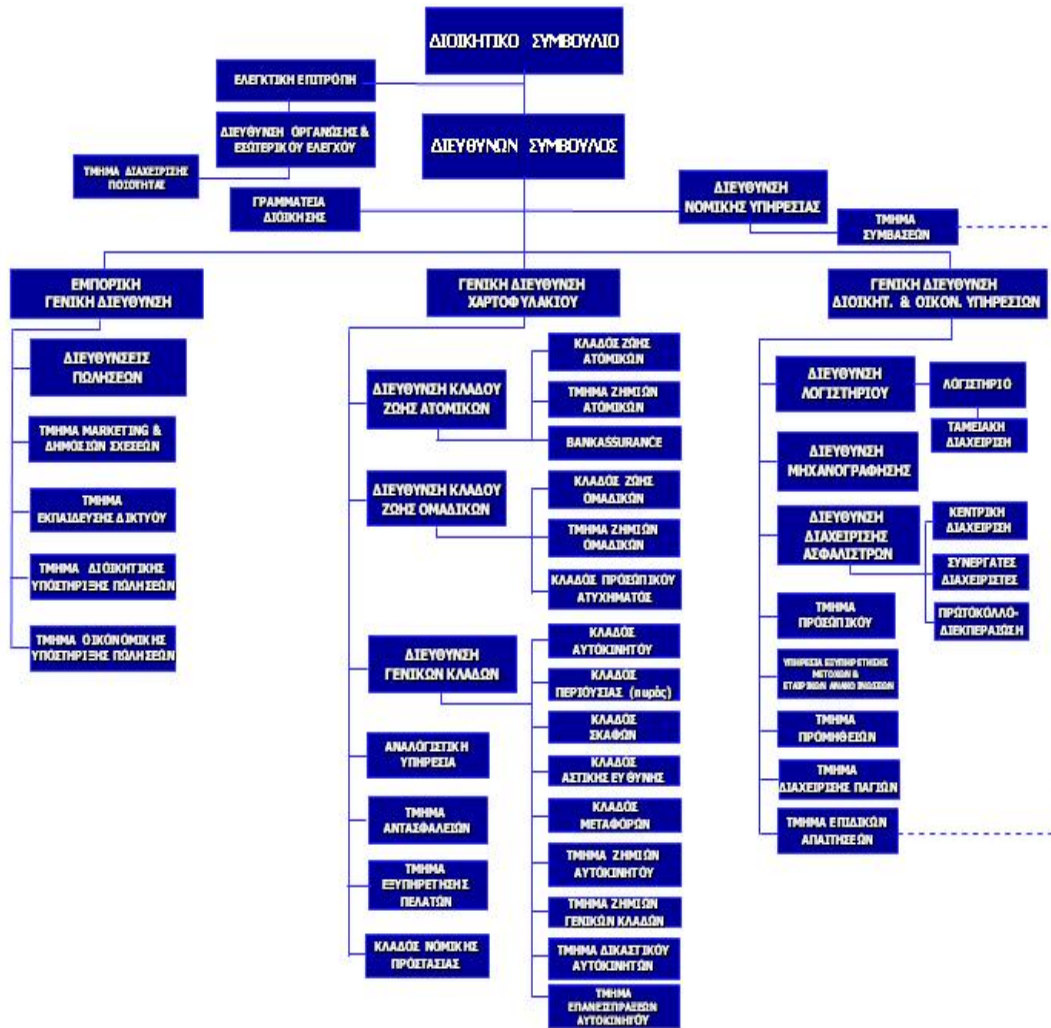 ΔΙΟΙΚΗΤΙΚΟ ΣΥΜΒΟΥΛΙΟ
ΕΛΕΓΚΤΙΚΗ ΕΠΙΤΡΟΠΗ
ΔΙΕΥΘΥΝΣΗ ΟΡΓΑΝΩΣΗΣ &
ΕΣΩΤΕΡΙΚΟΥ ΕΛΕΓΧΟΥ
ΔΙΕΥΘΥΝΩΝ ΣΥΜΒΟΥΛΟΣ
ΤΜΗΜΑ ΔΙΑΧΕΙΡΙΣΗΣ
ΠΟΙΟΤΗΤΑΣ
ΓΡΑΜΜΑΤΕΙΑ
ΔΙΟΙΚΗΣΗΣ
ΔΙΕΥΘΥΝΣΗ
ΝΟΜΙΚΗΣ ΥΠΗΡΕΣΙΑΣ
ΤΜΗΜΑ
ΣΥΜΒΑΣΕΩΝ
ΕΜΠΟΡΙΚΗ
ΓΕΝΙΚΗ ΔΙΕΥΘΥΝΣΗ
ΔΙΕΥΘΥΝΣΕΙΣ
ΠΩΛΗΣΕΩΝ
ΤΜΗΜΑ MARKETING &
ΔΗΜΟΣΙΩΝ ΣΧΕΣΕΩΝ
ΤΜΗΜΑ
ΕΚΠΑΙΔΕΥΣΗΣ ΔΙΚΤΥΟΥ
ΤΜΗΜΑ ΔΙΟΙΚΗΤΙΚΗΣ
ΥΠΟΣΤΗΡΙΞΗΣ ΠΩΛΗΣΕΩΝ
ΤΜΗΜΑ ΟΙΚΟΝΟΜΙΚΗΣ
ΥΠΟΣΤΗΡΙΞΗΣ ΠΩΛΗΣΕΩΝ
ΓΕΝΙΚΗ ΔΙΕΥΘΥΝΣΗ
ΧΑΡΤΟΦΥΛΑΚΙΟΥ
ΔΙΕΥΘΥΝΣΗ ΚΛΑΔΟΥ
ΖΩΗΣ ΑΤΟΜΙΚΩΝ
ΚΛΑΔΟΣ ΖΩΗΣ
ΑΤΟΜΙΚΩΝ
ΤΜΗΜΑ ΖΗΜΙΩΝ
ΑΤΟΜΙΚΩΝ
BANKASSURANCE
ΔΙΕΥΘΥΝΣΗ ΚΛΑΔΟΥ
ΖΩΗΣ ΟΜΑΔΙΚΩΝ
ΚΛΑΔΟΣ ΖΩΗΣ
ΟΜΑΔΙΚΩΝ
ΤΜΗΜΑ ΖΗΜΙΩΝ
ΟΜΑΔΙΚΩΝ
ΚΛΑΔΟΣ ΠΡΟΣΩΠΙΚΟΥ
ΑΤΥΧΗΜΑΤΟΣ
ΔΙΕΥΘΥΝΣΗ
ΓΕΝΙΚΩΝ ΚΛΑΔΩΝ
ΚΛΑΔΟΣ
ΑΥΤΟΚΙΝΗΤΟΥ
ΚΛΑΔΟΣ
ΠΕΡΙΟΥΣΙΑΣ (πυρός)
ΚΛΑΔΟΣ
ΣΚΑΦΩΝ
ΚΛΑΔΟΣ
ΑΣΤΙΚΗΣ ΕΥΘΥΝΗΣ
ΚΛΑΔΟΣ
ΜΕΤΑΦΟΡΩΝ
ΤΜΗΜΑ ΖΗΜΙΩΝ
ΑΥΤΟΚΙΝΗΤΟΥ
ΤΜΗΜΑ ΖΗΜΙΩΝ
ΓΕΝΙΚΩΝ ΚΛΑΔΩΝ
ΤΜΗΜΑ ΔΙΚΑΣΤΙΚΟΥ
ΑΥΤΟΚΙΝΗΤΩΝ
ΤΜΗΜΑ
ΕΠΑΝΕΙΣΠΡΑΞΕΩΝ
ΑΥΤΟΚΙΝΗΤΟΥ
ΑΝΑΛΟΓΙΣΤΙΚΗ
ΥΠΗΡΕΣΙΑ
ΤΜΗΜΑ
ΑΝΤΑΣΦΑΛΕΙΩΝ
ΤΜΗΜΑ
ΕΞΥΠΗΡΕΤΗΣΗΣ
ΠΕΛΑΤΩΝ
ΚΛΑΔΟΣ ΝΟΜΙΚΗΣ
ΠΡΟΣΤΑΣΙΑΣ
ΓΕΝΙΚΗ ΔΙΕΥΘΥΝΣΗ
ΔΙΟΙΚΗΤ. & ΟΙΚΟΝ. ΥΠΗΡΕΣΙΩΝ
ΔΙΕΥΘΥΝΣΗ
ΛΟΓΙΣΤΗΡΙΟΥ
ΛΟΓΙΣΤΗΡΙΟ
ΤΑΜΕΙΑΚΗ
ΔΙΑΧΕΙΡΙΣΗ
ΔΙΕΥΘΥΝΣΗ
ΜΗΧΑΝΟΓΡΑΦΗΣΗΣ
ΔΙΕΥΘΥΝΣΗ
ΔΙΑΧΕΙΡΙΣΗΣ
ΑΣΦΑΛΙΣΤΡΩΝ
ΚΕΝΤΡΙΚΗ
ΔΙΑΧΕΙΡΙΣΗ
ΣΥΝΕΡΓΑΤΕΣ
ΔΙΑΧΕΙΡΙΣΤΕΣ
ΠΡΩΤΟΚΟΛΛΟ-
ΔΙΕΚΠΕΡΑΙΩΣΗ
ΤΜΗΜΑ
ΠΡΟΣΩΠΙΚΟΥ
ΥΠΗΡΕΣΙΑ ΕΞΥΠΗΡΕΤΗΣΗΣ
ΜΕΤΟΧΩΝ &
ΕΤΑΙΡΙΚΩΝ ΑΝΑΚΟΙΝΩΣΕΩΝ
ΤΜΗΜΑ
ΠΡΟΜΗΘΕΙΩΝ
ΤΜΗΜΑ
ΔΙΑΧΕΙΡΙΣΗΣ ΠΑΓΙΩΝ
ΤΜΗΜΑ ΕΠΙΔΙΚΩΝ
ΑΠΑΙΤΗΣΕΩΝ